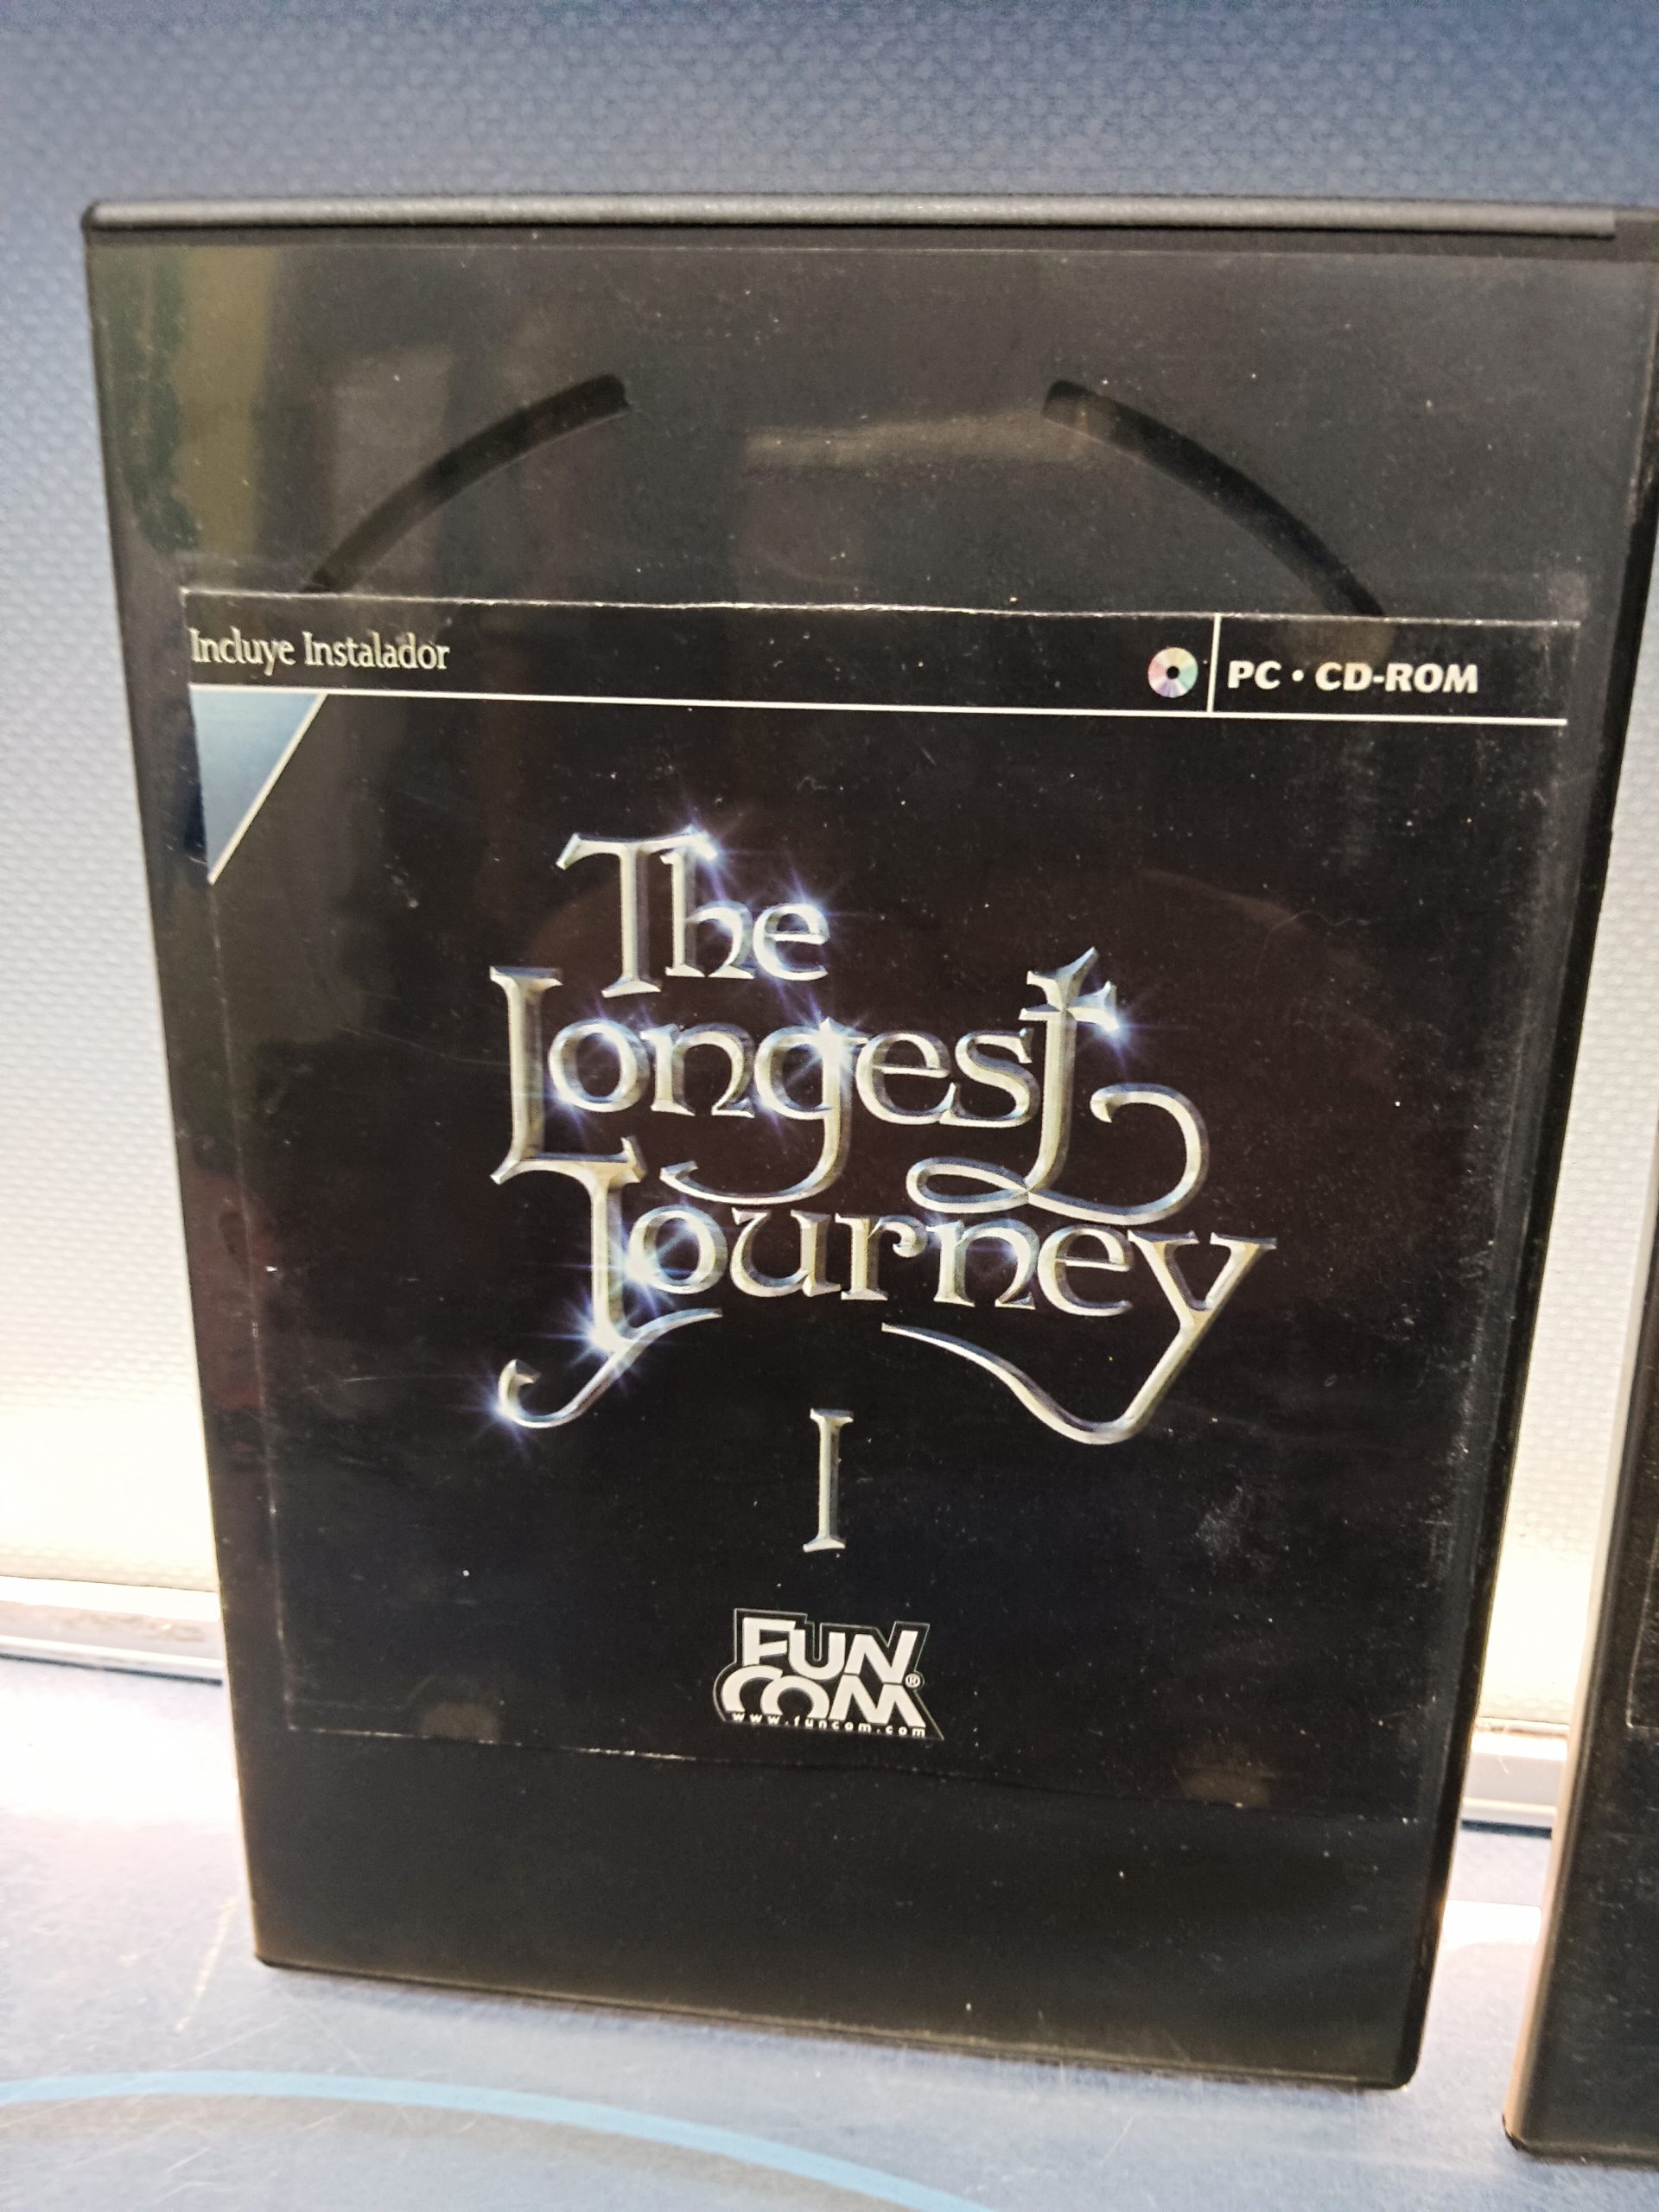 Incluye Instalador
PC • CD-ROM
The
Longest
Journey
I
FUN
COM®
www.funcom.com